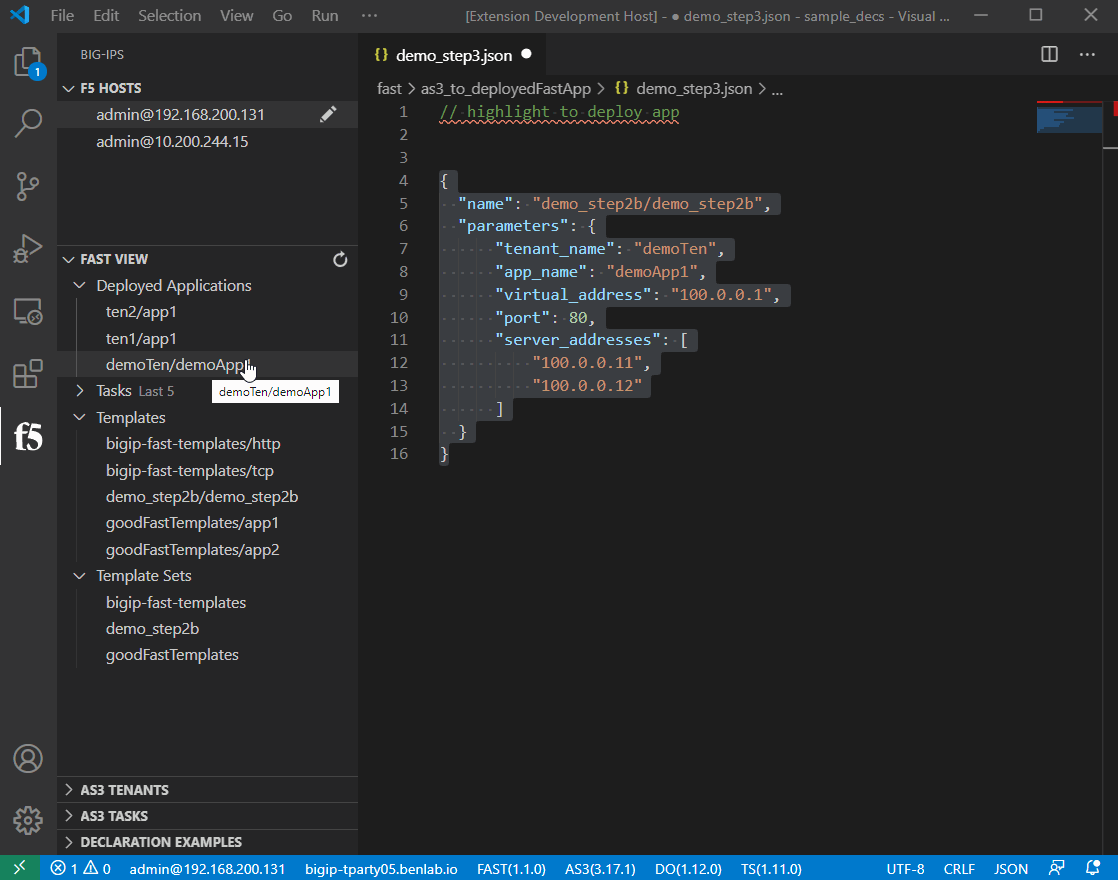 File Edit Selection View Go Run ··· [Extension Development Host] - ● demo_step3.json - sample_decs - Visual ...
1
BIG-IPS
F5 HOSTS
admin@192.168.200.131
admin@10.200.244.15
FAST VIEW
Deployed Applications
ten2/app1
ten1/app1
demoTen/demoApp
demoTen/demoApp1
Tasks Last 5
Templates
bigip-fast-templates/http
bigip-fast-templates/tcp
demo_step2b/demo_step2b
goodFastTemplates/app1
goodFastTemplates/app2
Template Sets
bigip-fast-templates
demo_step2b
goodFastTemplates
AS3 TENANTS
AS3 TASKS
DECLARATION EXAMPLES
f5
{} demo_step3.json ●
fast > as3_to_deployedFastApp > {} demo_step3.json > ...
1 // highlight to deploy app
2
3
4 {
5 "name": "demo_step2b/demo_step2b",
6 "parameters": {
7 "tenant_name": "demoTen",
8 "app_name": "demoApp1",
9 "virtual_address": "100.0.0.1",
10 "port": 80,
11 "server_addresses": [
12 "100.0.0.11",
13 "100.0.0.12"
14 ]
15 }
16 }
1 0 admin@192.168.200.131 bigip-tparty05.benlab.io FAST(1.1.0) AS3(3.17.1) DO(1.12.0) TS(1.11.0) UTF-8 CRLF JSON